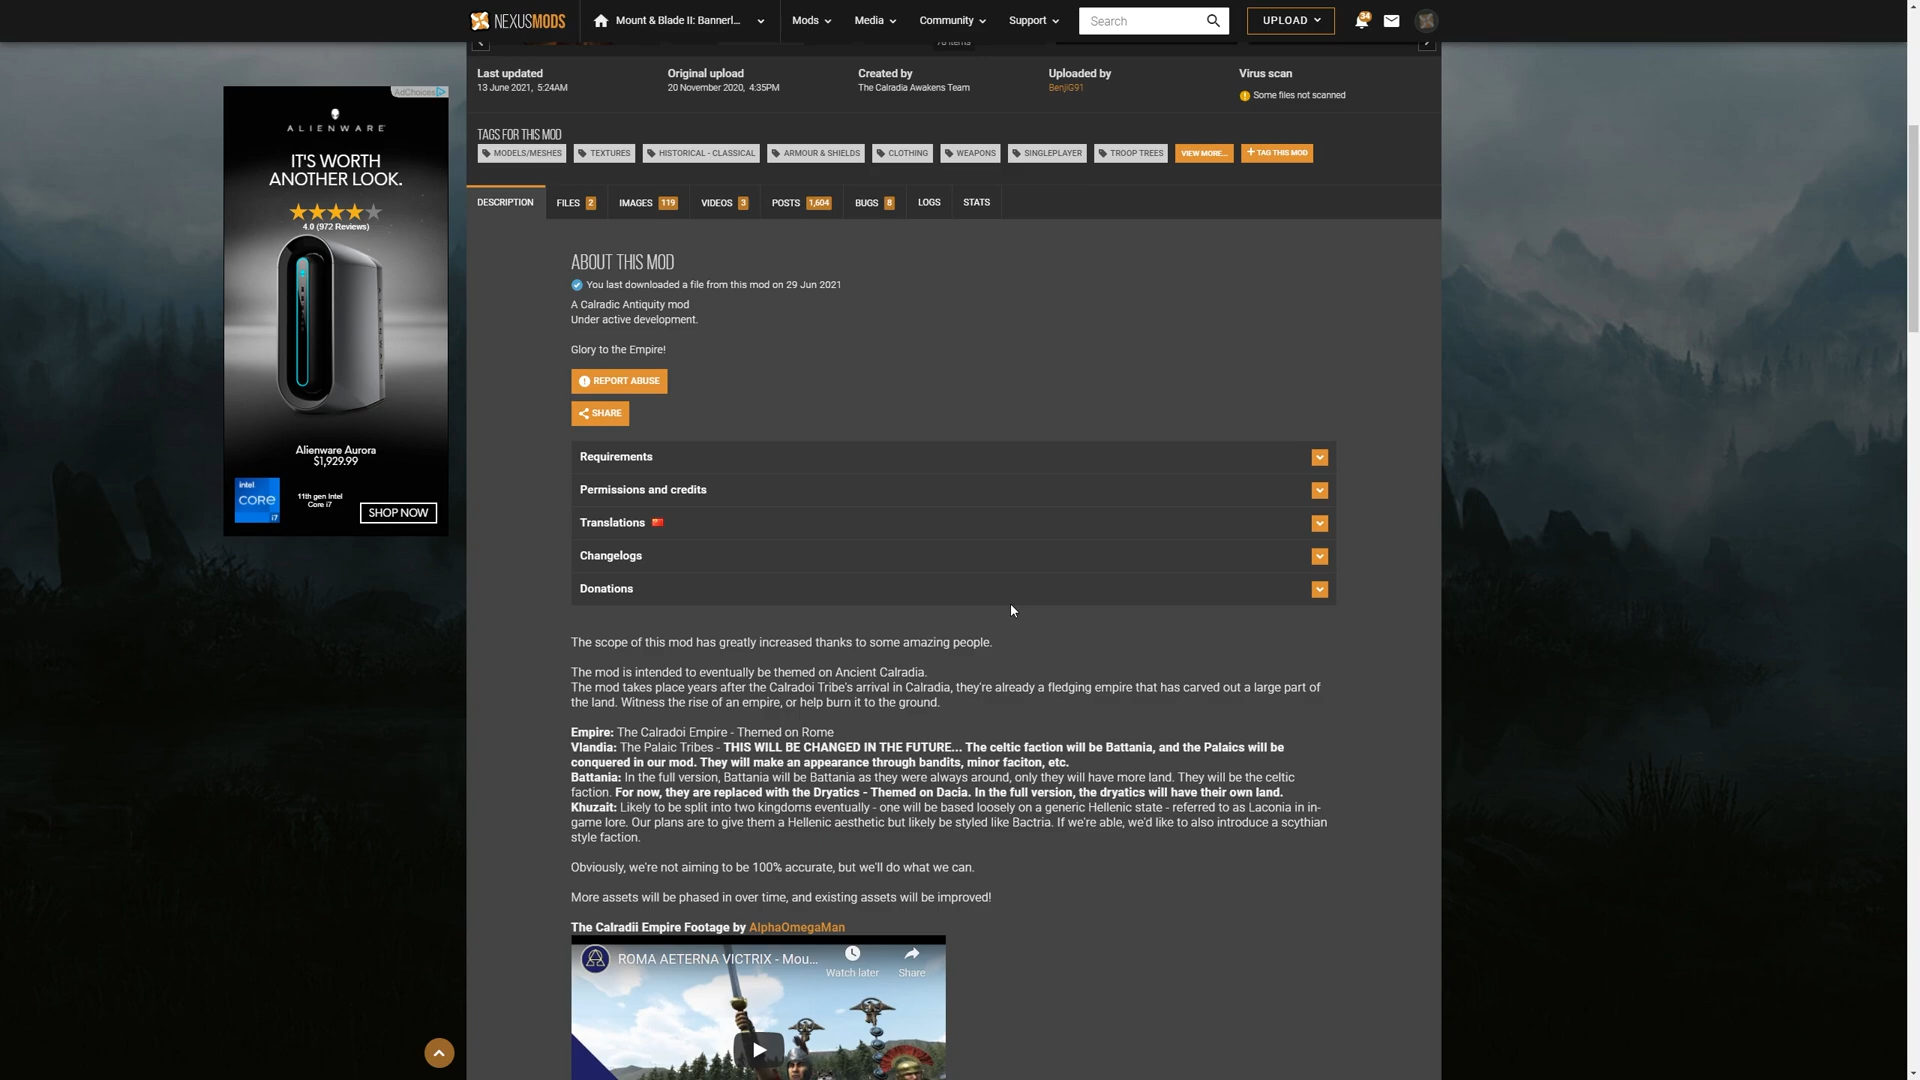 NEXUSMODS
Mount & Blade II: Bannerl...
Mods
Media
Community
Support
Search
UPLOAD
34
Last updated
13 June 2021, 5:24AM
Original upload
20 November 2020, 4:35PM
Created by
The Calradia Awakens Team
Uploaded by
BenjiG91
Virus scan
Some files not scanned
TAGS FOR THIS MOD
MODELS/MESHES
TEXTURES
HISTORICAL - CLASSICAL
ARMOUR & SHIELDS
CLOTHING
WEAPONS
SINGLEPLAYER
TROOP TREES
VIEW MORE...
+ TAG THIS MOD
DESCRIPTION
FILES 2
IMAGES 119
VIDEOS 3
POSTS 1,604
BUGS 8
LOGS
STATS
AdChoices
ALIENWARE
IT'S WORTH
ANOTHER LOOK.
4.0 (972 Reviews)
Alienware Aurora
$1,929.99
intel
CORE
i7
11th gen Intel
Core i7
SHOP NOW
ABOUT THIS MOD
You last downloaded a file from this mod on 29 Jun 2021
A Calradic Antiquity mod
Under active development.
Glory to the Empire!
REPORT ABUSE
SHARE
Requirements
Permissions and credits
Translations
Changelogs
Donations
The scope of this mod has greatly increased thanks to some amazing people.
The mod is intended to eventually be themed on Ancient Calradia.
The mod takes place years after the Calradoi Tribe's arrival in Calradia, they're already a fledging empire that has carved out a large part of
the land. Witness the rise of an empire, or help burn it to the ground.
Empire: The Calradoi Empire - Themed on Rome
Vlandia: The Palaic Tribes - THIS WILL BE CHANGED IN THE FUTURE... The celtic faction will be Battania, and the Palaics will be
conquered in our mod. They will make an appearance through bandits, minor faciton, etc.
Battania: In the full version, Battania will be Battania as they were always around, only they will have more land. They will be the celtic
faction. For now, they are replaced with the Dryatics - Themed on Dacia. In the full version, the dryatics will have their own land.
Khuzait: Likely to be split into two kingdoms eventually - one will be based loosely on a generic Hellenic state - referred to as Laconia in in-
game lore. Our plans are to give them a Hellenic aesthetic but likely be styled like Bactria. If we're able, we'd like to also introduce a scythian
style faction.
Obviously, we're not aiming to be 100% accurate, but we'll do what we can.
More assets will be phased in over time, and existing assets will be improved!
The Calradii Empire Footage by AlphaOmegaMan
ROMA AETERNA VICTRIX - Mou...
Watch later
Share